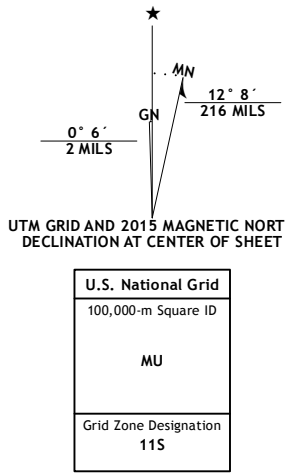 ★
MN
GN
12° 8´
216 MILS
0° 6´
2 MILS
UTM GRID AND 2015 MAGNETIC NORT
DECLINATION AT CENTER OF SHEET
U.S. National Grid
100,000-m Square ID
MU
Grid Zone Designation
11S